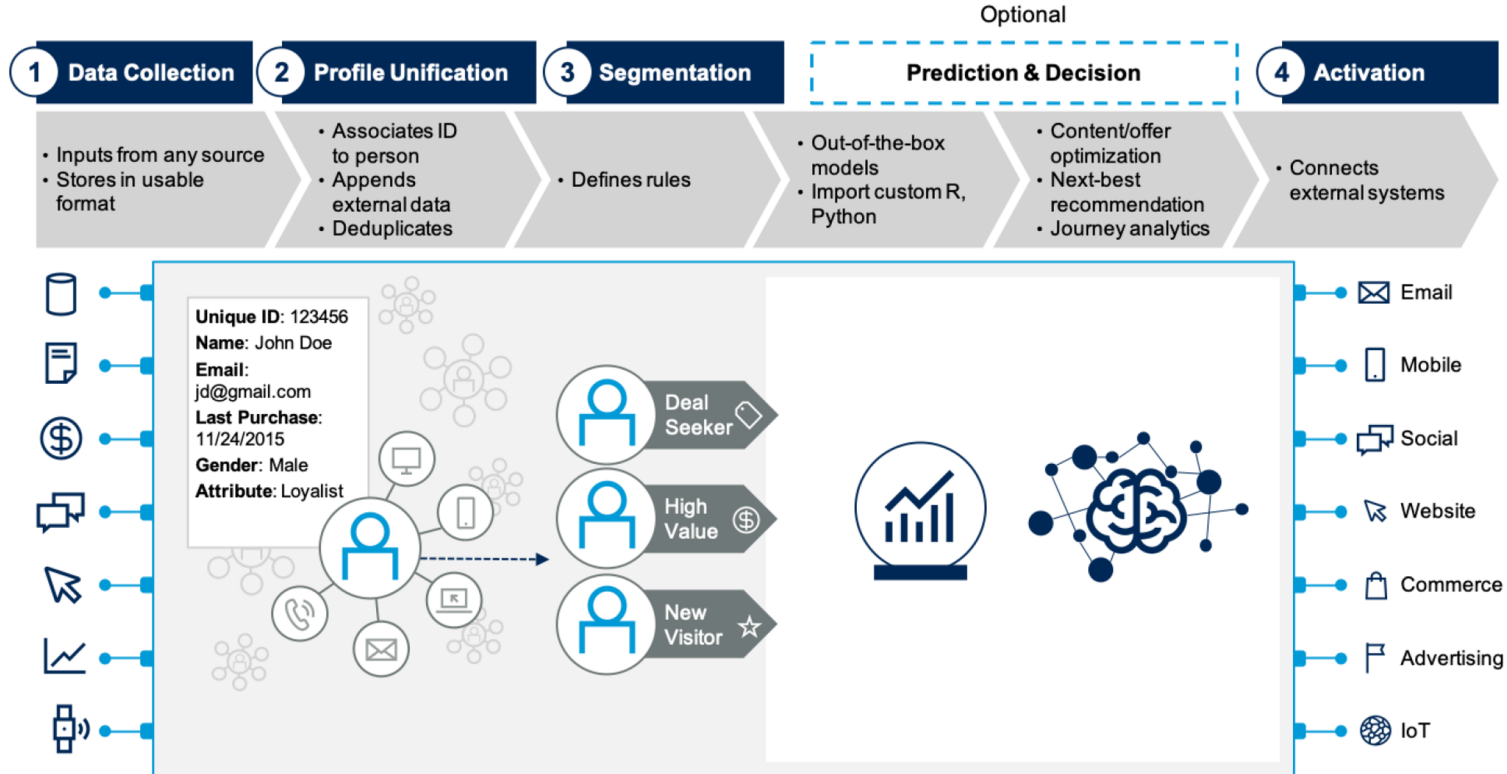 Optional
1 Data Collection
2 Profile Unification
3 Segmentation
Prediction & Decision
4 Activation
• Inputs from any source
• Stores in usable
format
• Associates ID
to person
• Appends
external data
• Deduplicates
• Defines rules
• Out-of-the-box
models
• Import custom R,
Python
• Content/offer
optimization
• Next-best
recommendation
• Journey analytics
• Connects
external systems
Unique ID: 123456
Name: John Doe
Email:
jd@gmail.com
Last Purchase:
11/24/2015
Gender: Male
Attribute: Loyalist
Deal
Seeker
High
Value
New
Visitor
Email
Mobile
Social
Website
Commerce
Advertising
IoT